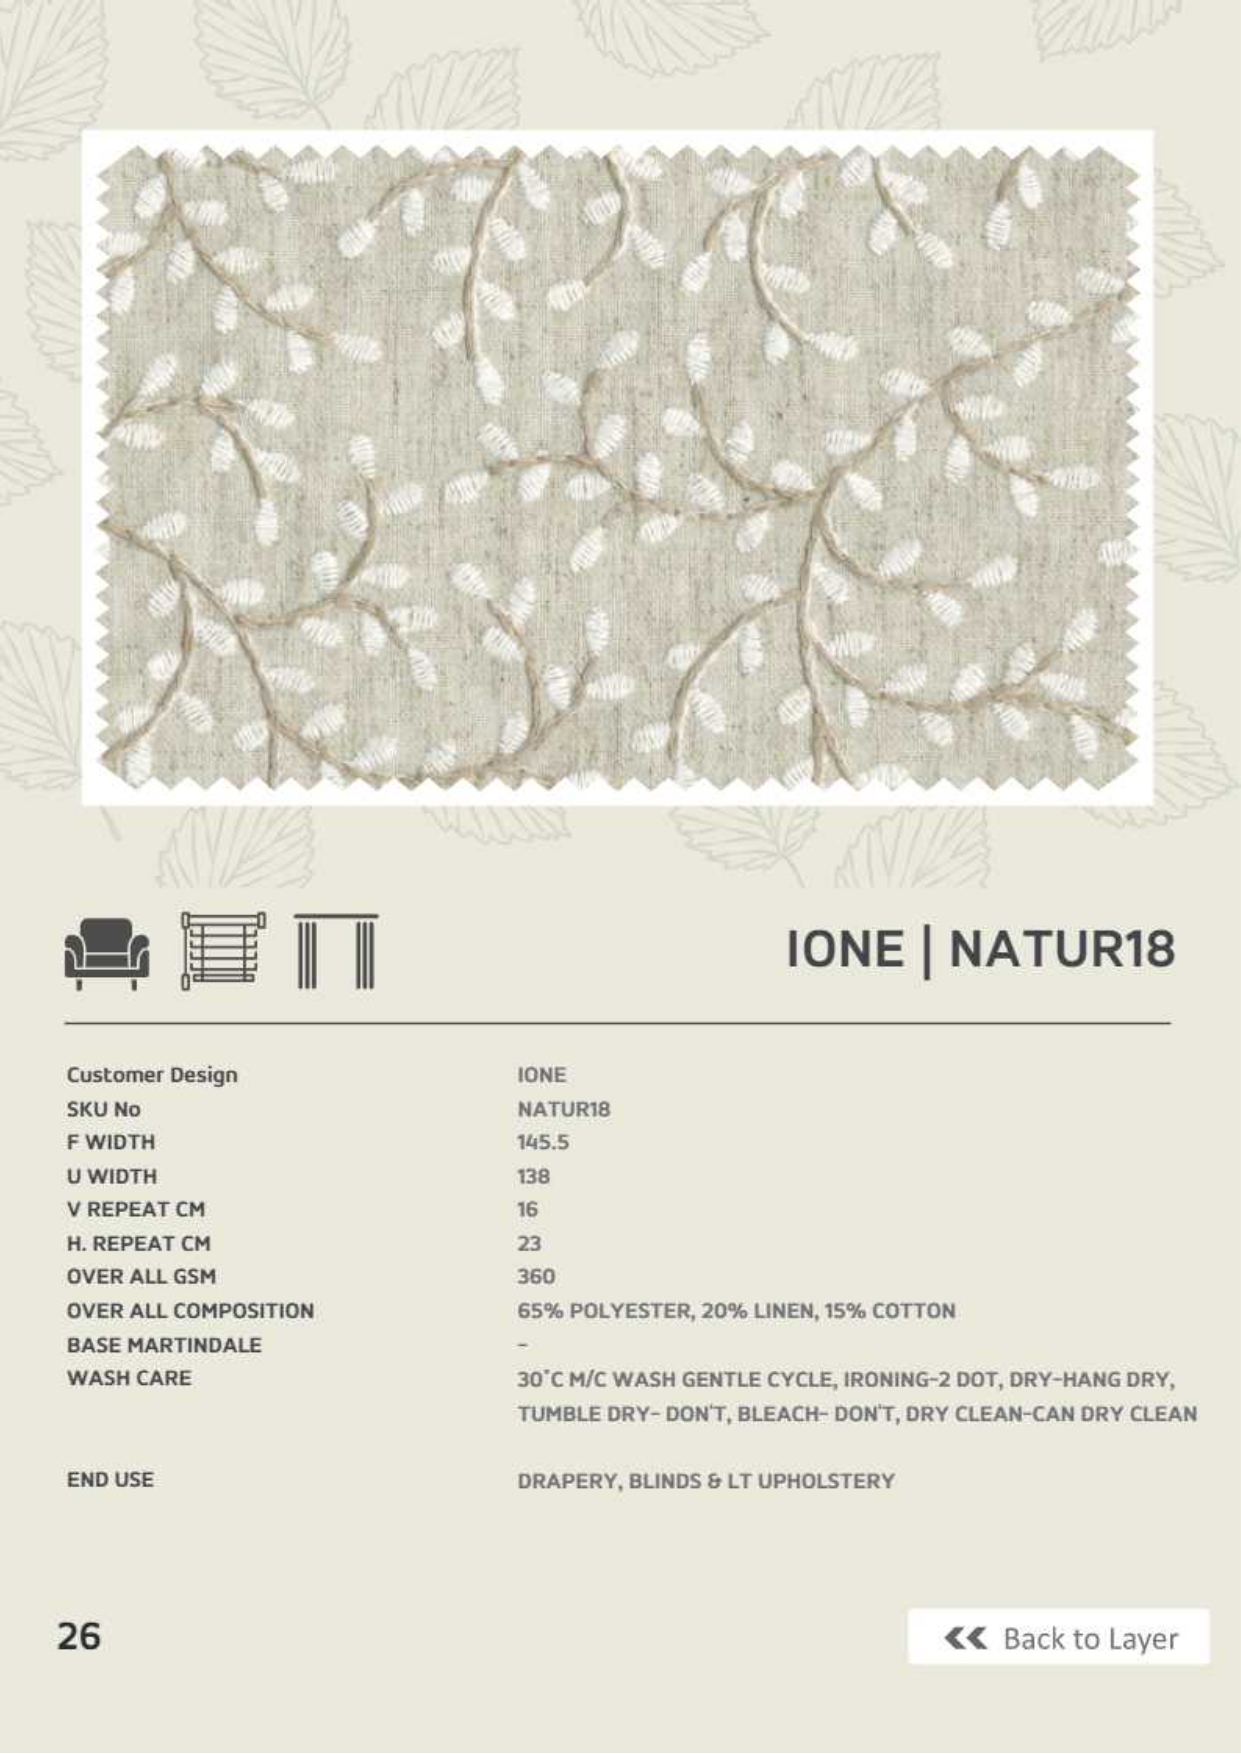 IONE | NATUR18
Customer Design IONE
SKU No NATUR18
F WIDTH 145.5
U WIDTH 138
V REPEAT CM 16
H. REPEAT CM 23
OVER ALL GSM 360
OVER ALL COMPOSITION 65% POLYESTER, 20% LINEN, 15% COTTON
BASE MARTINDALE -
WASH CARE 30°C M/C WASH GENTLE CYCLE, IRONING-2 DOT, DRY-HANG DRY,
TUMBLE DRY- DON'T, BLEACH- DON'T, DRY CLEAN-CAN DRY CLEAN
END USE DRAPERY, BLINDS & LT UPHOLSTERY
26
Back to Layer